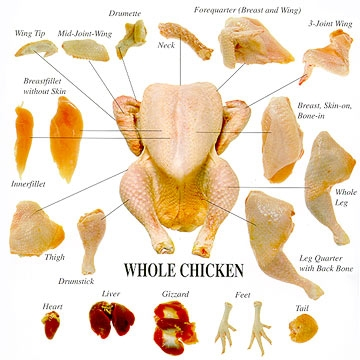 Drumette
Forequarter (Breast and Wing)
Wing Tip
Mid-Joint-Wing
Neck
3-Joint Wing
Breastfillet
without Skin
Breast, Skin-on,
Bone-in
Innerfillet
Whole
Leg
Thigh
Drumstick
Leg Quarter
with Back Bone
WHOLE CHICKEN
Heart
Liver
Gizzard
Feet
Tail